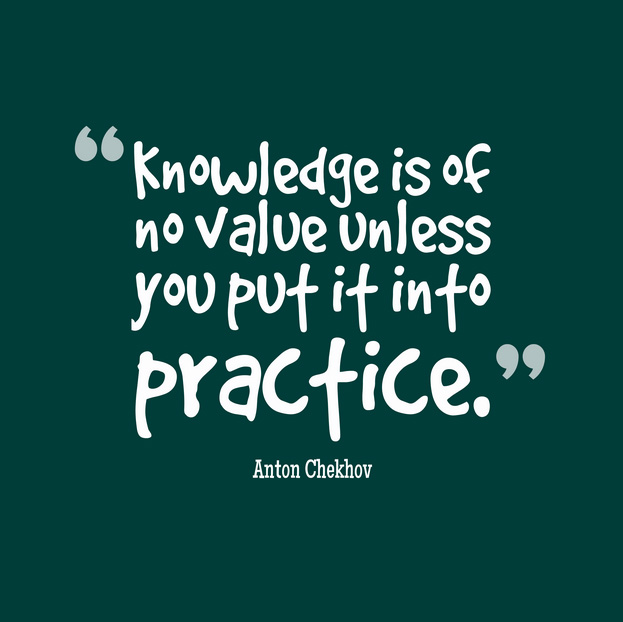 “Knowledge is of
no value unless
you put it into
practice.”
Anton Chekhov